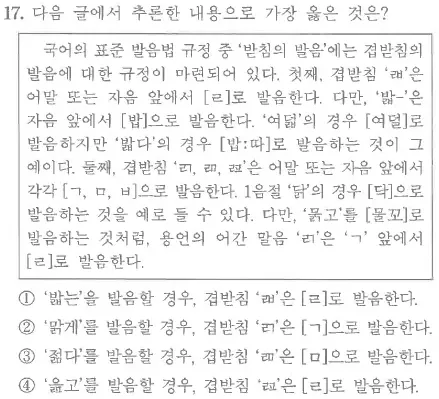 17. 다음 글에서 추론한 내용으로 가장 옳은 것은?
국어의 표준 발음법 규정 중 '받침의 발음'에는 겹받침의
발음에 대한 규정이 마련되어 있다. 첫째, 겹받침 'ㄼ'은
어말 또는 자음 앞에서 [ㄹ]로 발음한다. 다만, '밟-'은
자음 앞에서 [밥]으로 발음한다. '여덟'의 경우 [여덜]로
발음하지만 '밟다'의 경우 [밥:따]로 발음하는 것이 그
예이다. 둘째, 겹받침 'ㄺ, ㄻ, ㄿ'은 어말 또는 자음 앞에서
각각 [ㄱ, ㅁ, ㅂ]으로 발음한다. 1음절 '닭'의 경우 [닥]으로
발음하는 것을 예로 들 수 있다. 다만, '묽고'를 [물꼬]로
발음하는 것처럼, 용언의 어간 말음 'ㄺ'은 'ㄱ' 앞에서
[ㄹ]로 발음한다.
① '밟는'을 발음할 경우, 겹받침 'ㄼ'은 [ㄹ]로 발음한다.
② '맑게'를 발음할 경우, 겹받침 'ㄺ'은 [ㄱ]으로 발음한다.
③ '젊다'를 발음할 경우, 겹받침 'ㄻ'은 [ㅁ]으로 발음한다.
④ '읊고'를 발음할 경우, 겹받침 'ㄿ'은 [ㄹ]로 발음한다.